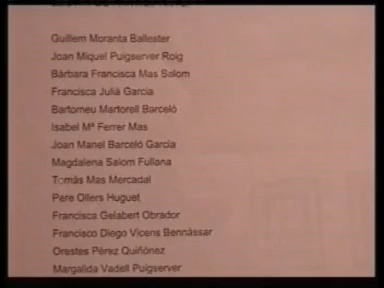 Guillem Moranta Ballester
Joan Miquel Puigserver Roig
Bàrbara Francisca Mas Salom
Francisca Julià Garcia
Bartomeu Martorell Barceló
Isabel Mª Ferrer Mas
Joan Manel Barceló Garcia
Magdalena Salom Fullana
Tomàs Mas Mercadal
Pere Ollers Huguet
Francisca Gelabert Obrador
Francisco Diego Vicens Bennàssar
Orestes Pérez Quiñónez
Margalida Vadell Puigserver